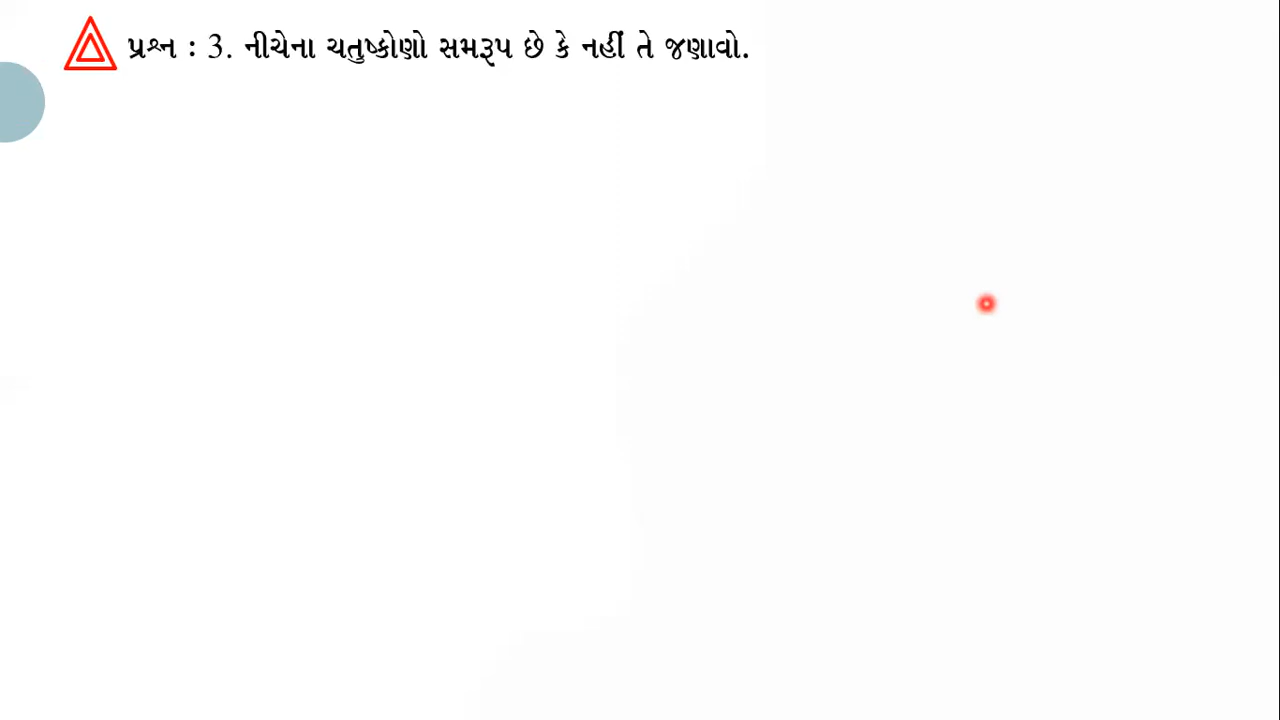 પ્રશ્ન : 3. નીચેના ચતુષ્કોણો સમરૂપ છે કે નહીં તે જણાવો.